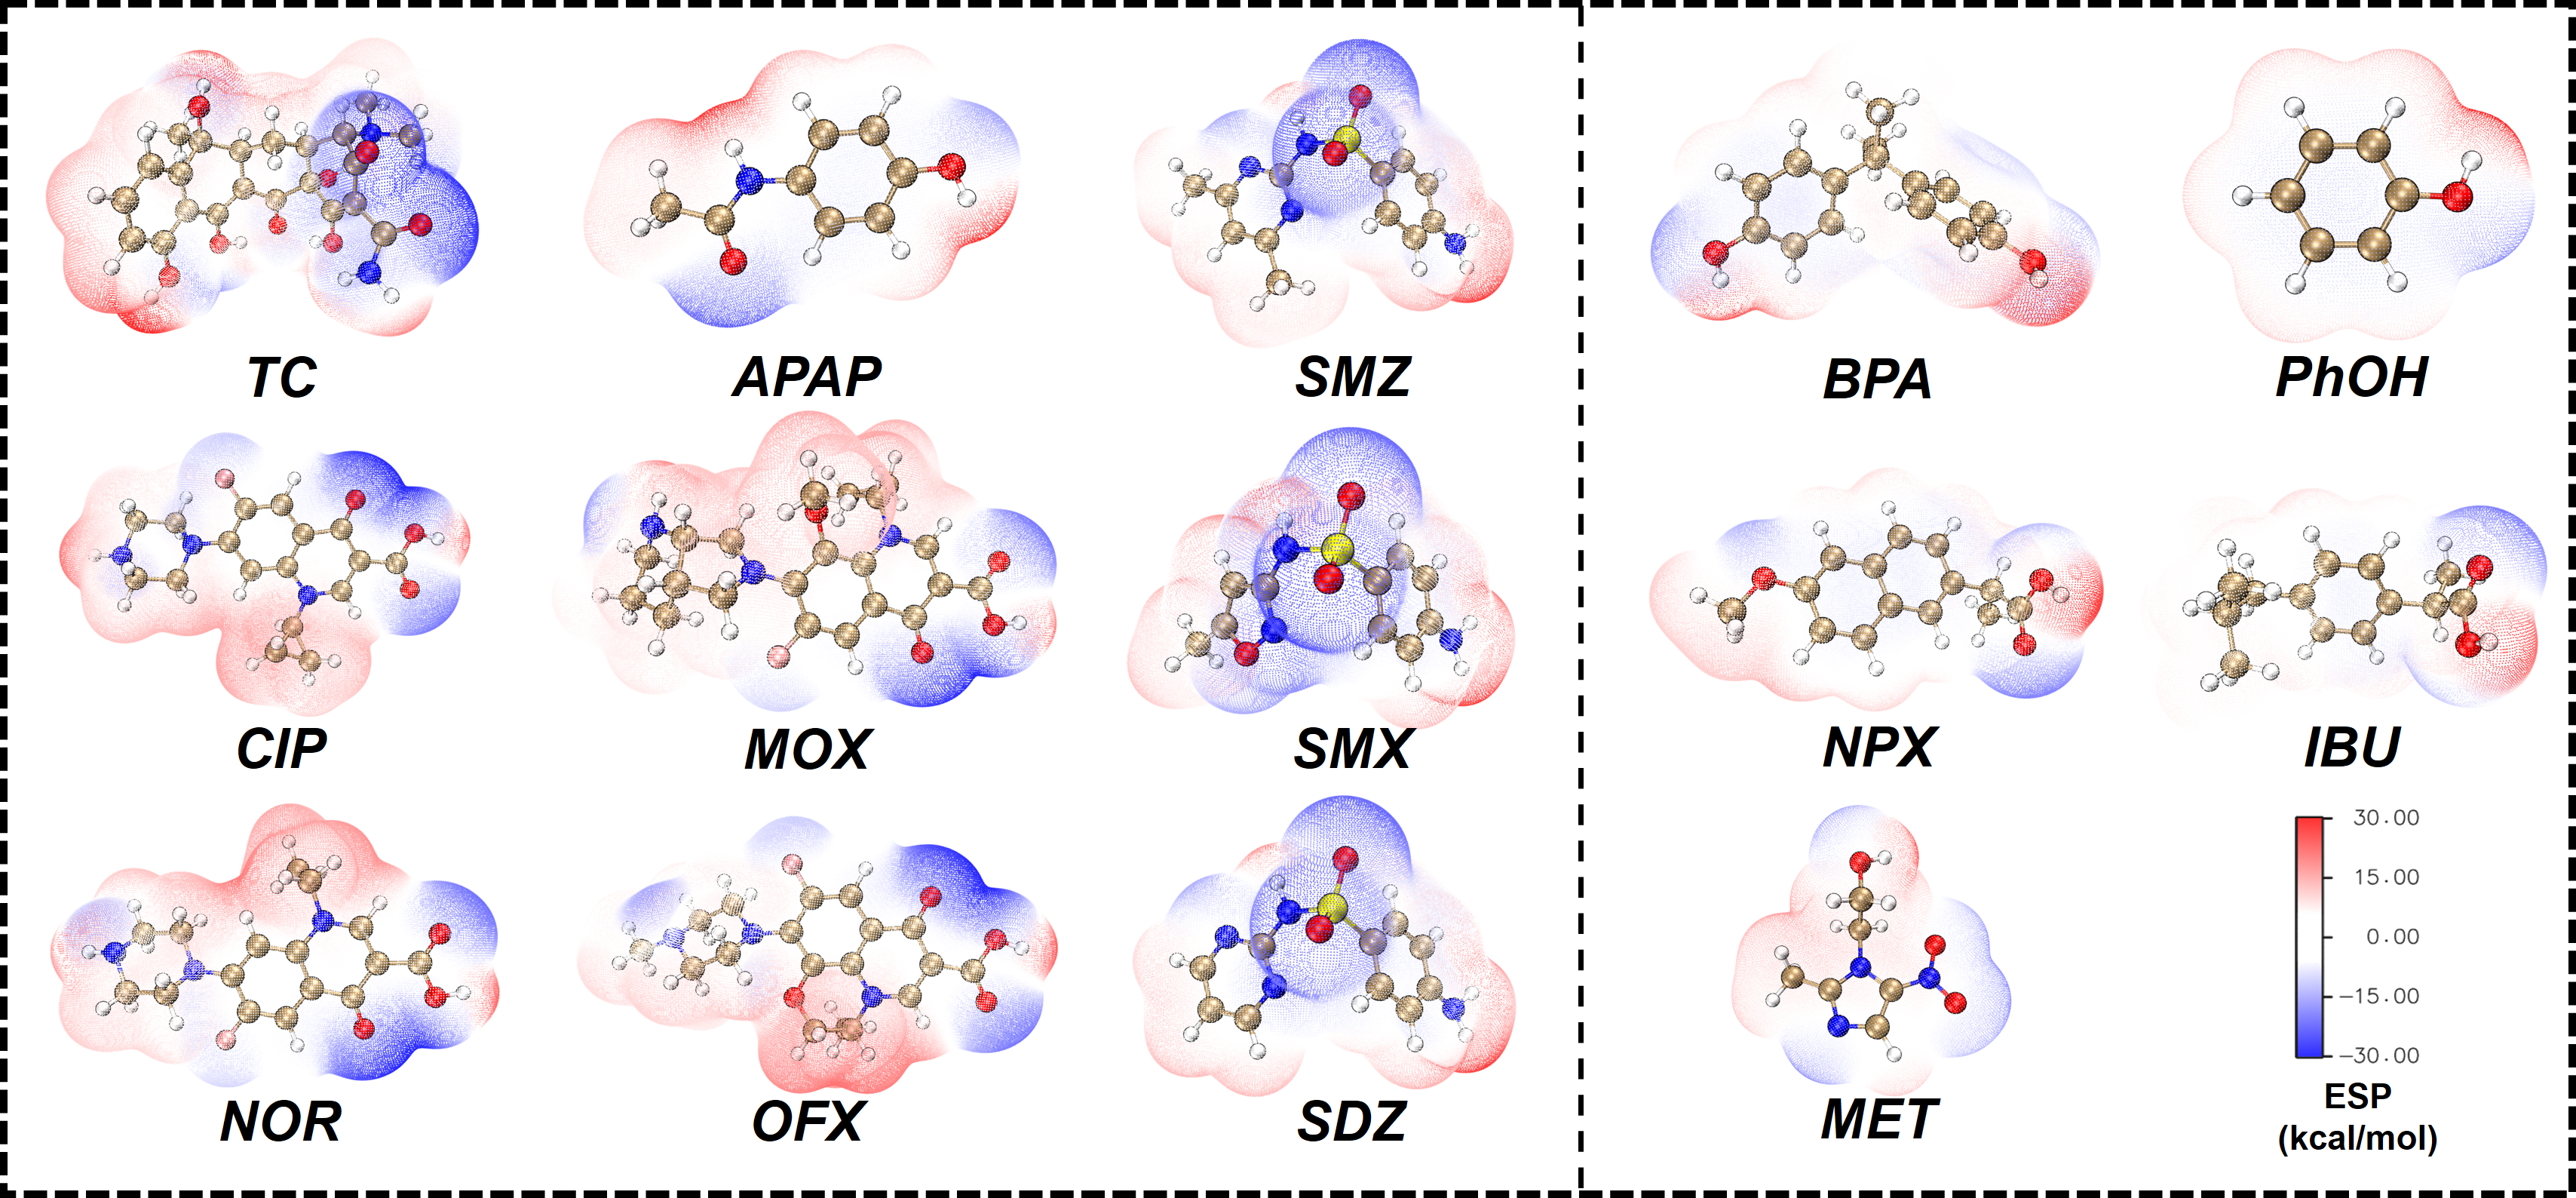 TC
APAP
SMZ
BPA
PhOH
CIP
MOX
SMX
NPX
IBU
NOR
OFX
SDZ
MET
30.00
15.00
0.00
−15.00
−30.00
ESP
(kcal/mol)